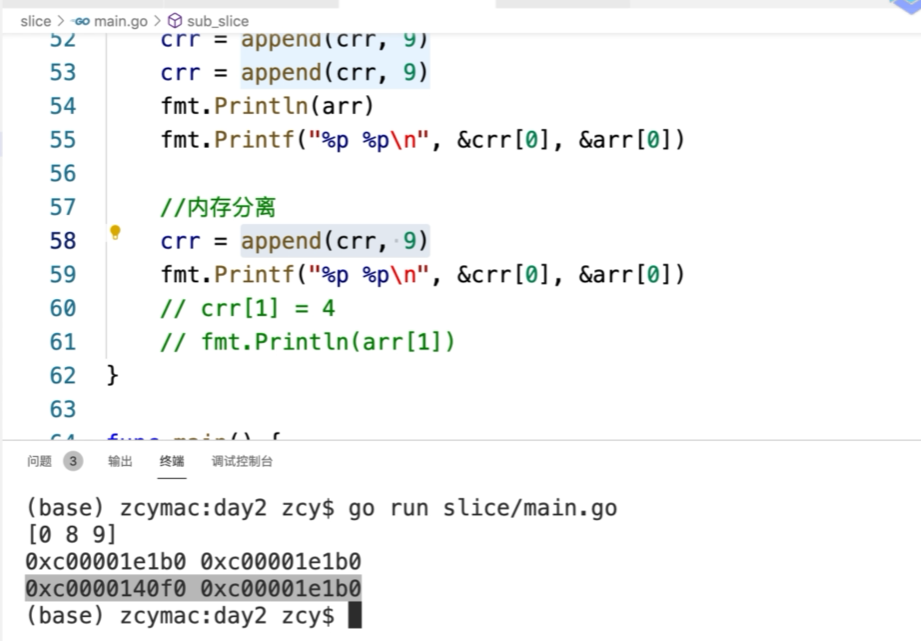 slice > main.go > sub_slice
52 crr = append(crr, 9)
53 crr = append(crr, 9)
54 fmt.Println(arr)
55 fmt.Printf("%p %p\n", &crr[0], &arr[0])
56
57 //内存分离
58 crr = append(crr, 9)
59 fmt.Printf("%p %p\n", &crr[0], &arr[0])
60 // crr[1] = 4
61 // fmt.Println(arr[1])
62 }
63
64 func main() {
问题 3 输出 终端 调试控制台
(base) zcymac:day2 zcy$ go run slice/main.go
[0 8 9]
0xc00001e1b0 0xc00001e1b0
0xc0000140f0 0xc00001e1b0
(base) zcymac:day2 zcy$